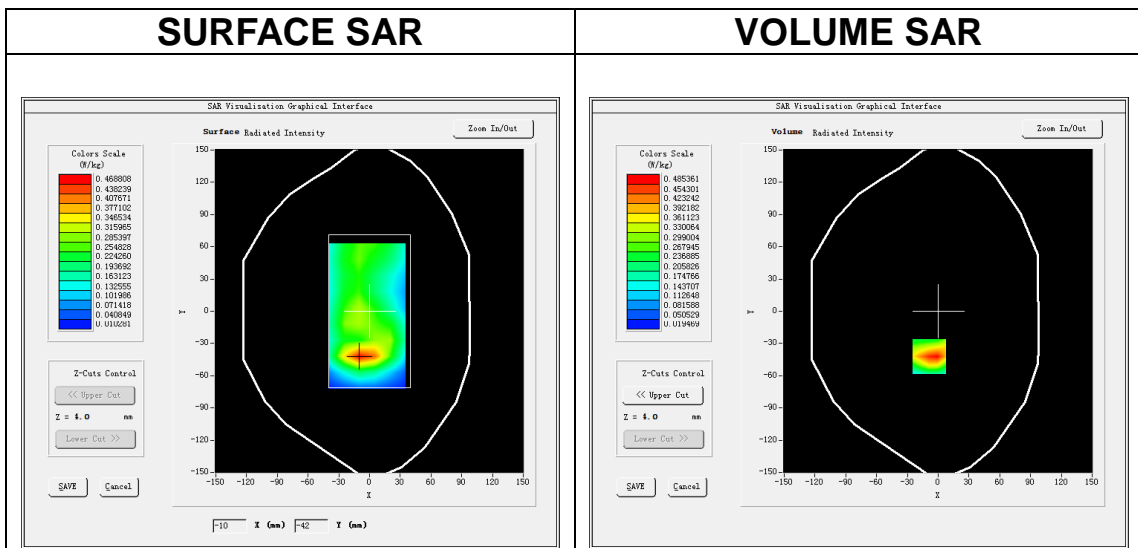 SURFACE SAR
SAR Visualisation Graphical Interface
Surface Radiated Intensity
Zoom In/Out
Colors Scale
(W/kg)
0.468808
0.438239
0.407671
0.377102
0.346534
0.315965
0.285397
0.254828
0.224260
0.193692
0.163123
0.132555
0.101986
0.071418
0.040849
0.010281
150
120
90
60
30
0
-30
-60
-90
-120
-150
Y
-150 -120 -90 -60 -30 0 30 60 90 120 150
X
Z-Cuts Control
<< Upper Cut
Z = 4.0 mm
Lower Cut >>
SAVE Cancel
-10 X (mm) -42 Y (mm)
VOLUME SAR
SAR Visualisation Graphical Interface
Volume Radiated Intensity
Zoom In/Out
Colors Scale
(W/kg)
0.485361
0.454301
0.423242
0.392182
0.361123
0.330064
0.299004
0.267945
0.236885
0.205826
0.174766
0.143707
0.112648
0.081588
0.050529
0.019469
150
120
90
60
30
0
-30
-60
-90
-120
-150
Y
-150 -120 -90 -60 -30 0 30 60 90 120 150
X
Z-Cuts Control
<< Upper Cut
Z = 4.0 mm
Lower Cut >>
SAVE Cancel